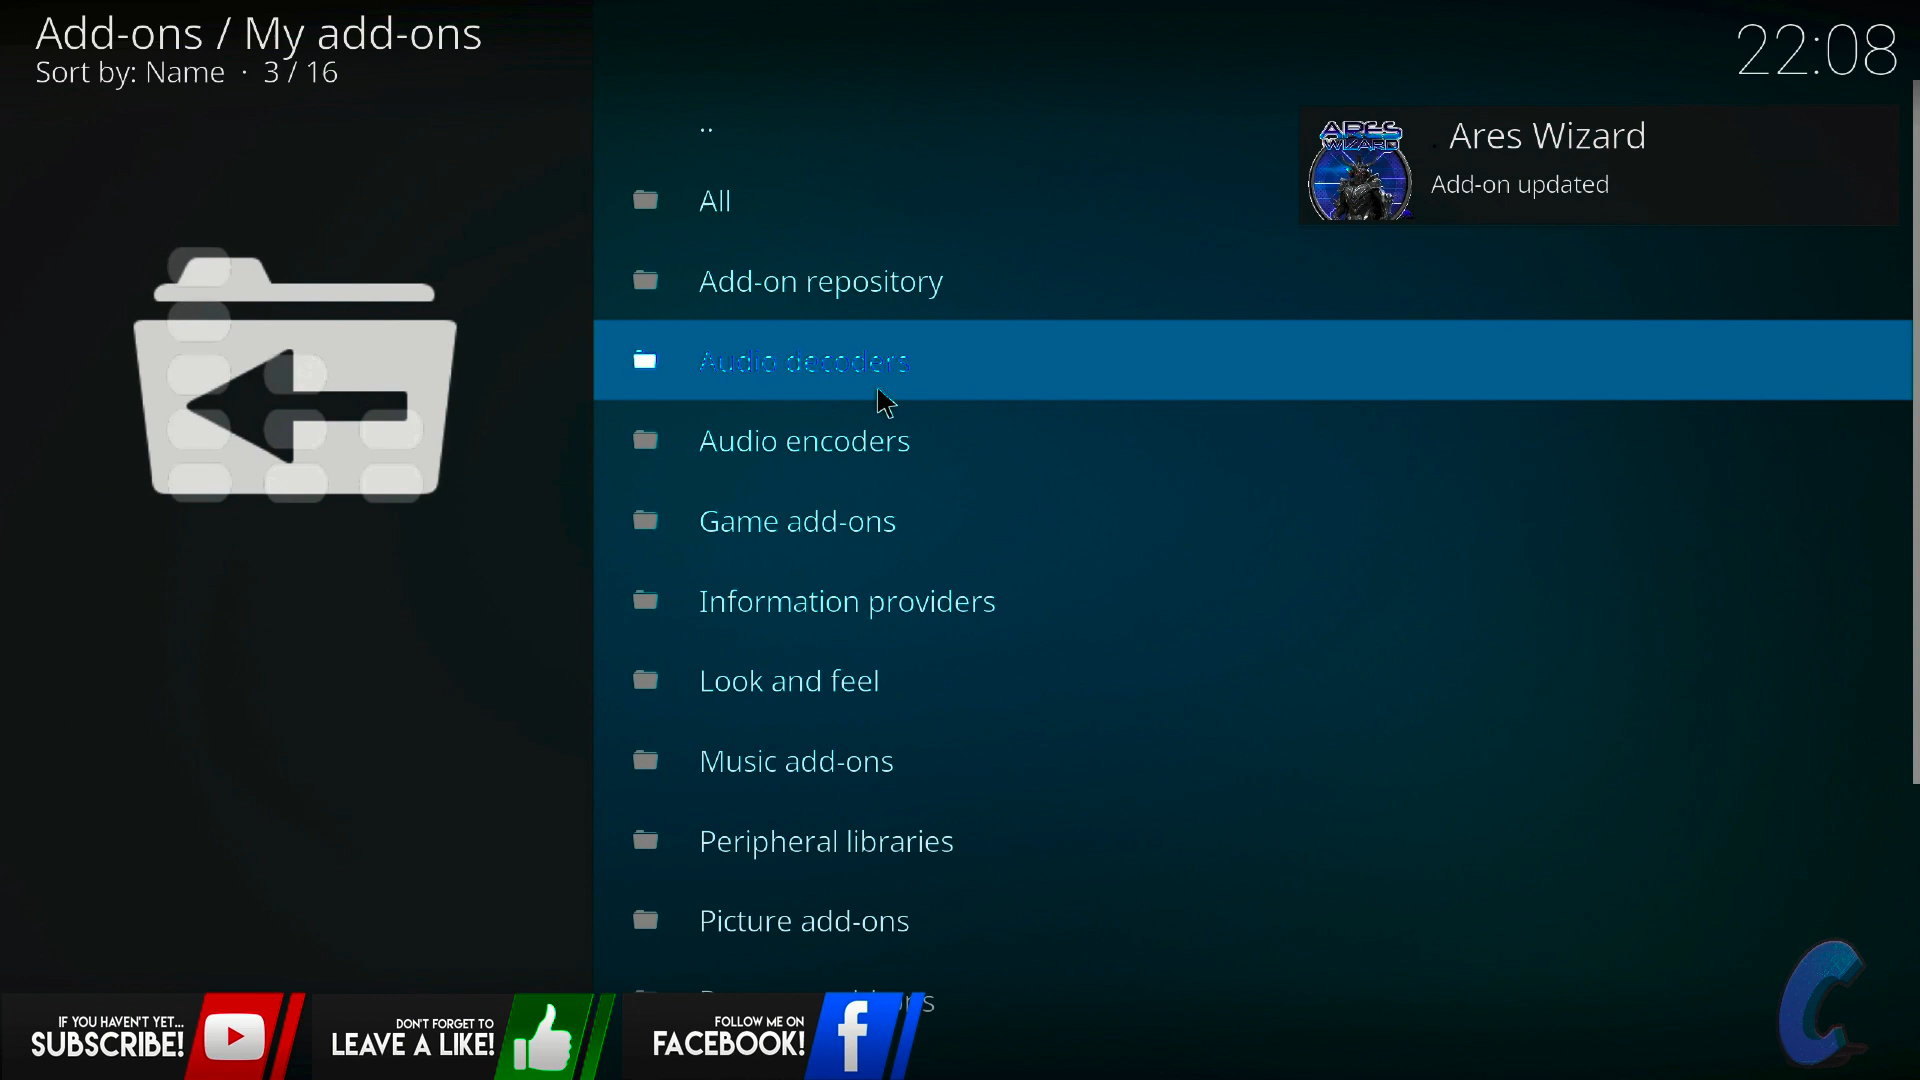 Add-ons / My add-ons
Sort by: Name · 3 / 16
22:08
..
ARES
WIZARD
. Ares Wizard
Add-on updated
All
Add-on repository
Audio decoders
Audio encoders
Game add-ons
Information providers
Look and feel
Music add-ons
Peripheral libraries
Picture add-ons
IF YOU HAVEN'T YET...
SUBSCRIBE!
DON'T FORGET TO
LEAVE A LIKE!
FOLLOW ME ON
FACEBOOK!
f
C